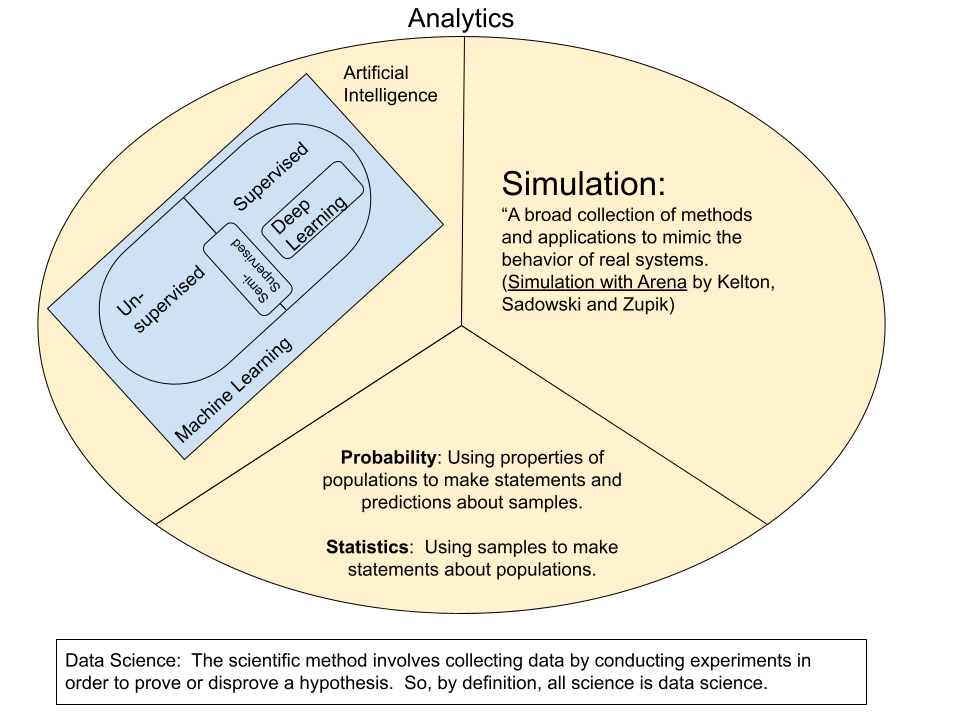 Analytics
Artificial
Intelligence
Supervised
Deep
Learning
Semi-
Supervised
Un-
supervised
Machine Learning
Simulation:
“A broad collection of methods
and applications to mimic the
behavior of real systems.
(Simulation with Arena by Kelton,
Sadowski and Zupik)
Probability: Using properties of
populations to make statements and
predictions about samples.
Statistics:  Using samples to make
statements about populations.
Data Science:  The scientific method involves collecting data by conducting experiments in
order to prove or disprove a hypothesis.  So, by definition, all science is data science.